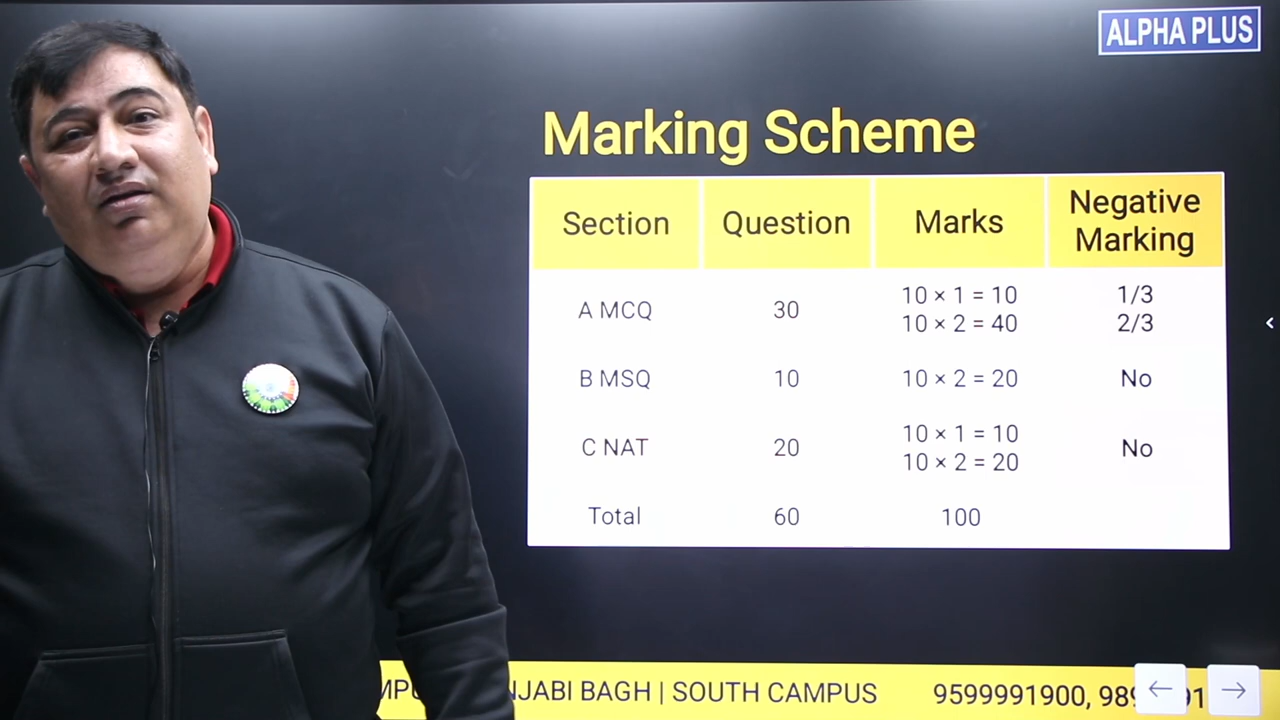 ALPHA PLUS
Marking Scheme
Section Question Marks Negative Marking
A MCQ 30 10 × 1 = 10 1/3
10 × 2 = 40 2/3
B MSQ 10 10 × 2 = 20 No
C NAT 20 10 × 1 = 10 No
10 × 2 = 20
Total 60 100
BAGH | SOUTH CAMPUS 9599991900,